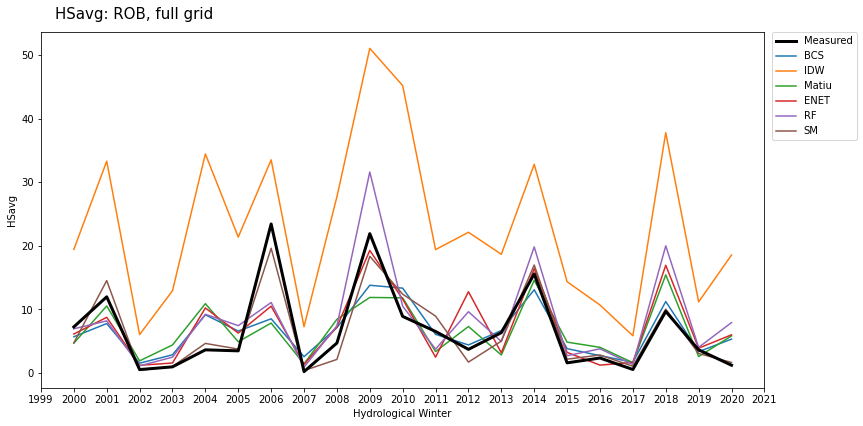 HSavg: ROB, full grid
Measured
BCS
IDW
Matiu
ENET
RF
SM
50
40
30
20
10
0
HSavg
1999 2000 2001 2002 2003 2004 2005 2006 2007 2008 2009 2010 2011 2012 2013 2014 2015 2016 2017 2018 2019 2020 2021
Hydrological Winter